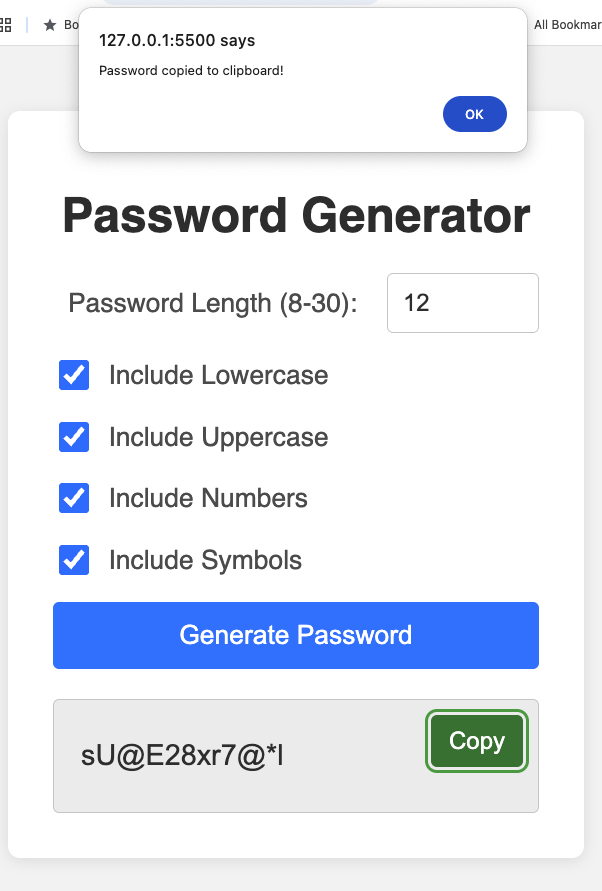 Bo
All Bookmar
127.0.0.1:5500 says
Password copied to clipboard!
OK
Password Generator
Password Length (8-30): 12
Include Lowercase
Include Uppercase
Include Numbers
Include Symbols
Generate Password
sU@E28xr7@*l
Copy